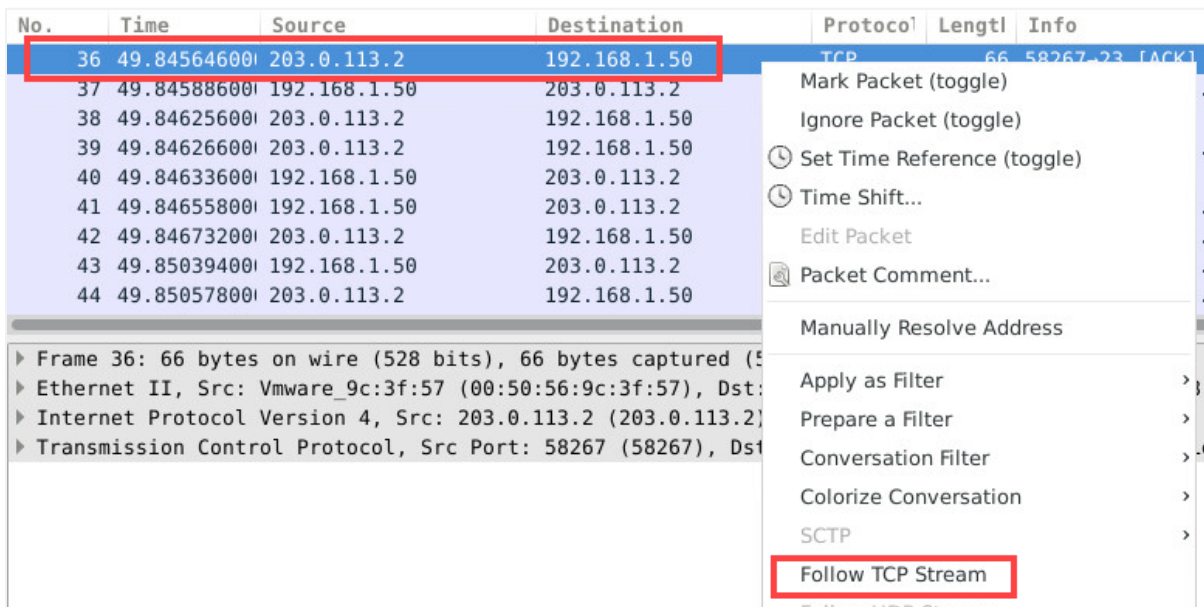 No. Time Source Destination Protocol Lengtl Info
36 49.84564600 203.0.113.2 192.168.1.50 TCP 66 58267→23 [ACK]
37 49.84588600 192.168.1.50 203.0.113.2
38 49.84625600 203.0.113.2 192.168.1.50
39 49.84626600 203.0.113.2 192.168.1.50
40 49.84633600 192.168.1.50 203.0.113.2
41 49.84655800 192.168.1.50 203.0.113.2
42 49.84673200 203.0.113.2 192.168.1.50
43 49.85039400 192.168.1.50 203.0.113.2
44 49.85057800 203.0.113.2 192.168.1.50
Frame 36: 66 bytes on wire (528 bits), 66 bytes captured (5
Ethernet II, Src: Vmware_9c:3f:57 (00:50:56:9c:3f:57), Dst:
Internet Protocol Version 4, Src: 203.0.113.2 (203.0.113.2)
Transmission Control Protocol, Src Port: 58267 (58267), Dst
Mark Packet (toggle)
Ignore Packet (toggle)
Set Time Reference (toggle)
Time Shift...
Edit Packet
Packet Comment...
Manually Resolve Address
Apply as Filter
Prepare a Filter
Conversation Filter
Colorize Conversation
SCTP
Follow TCP Stream